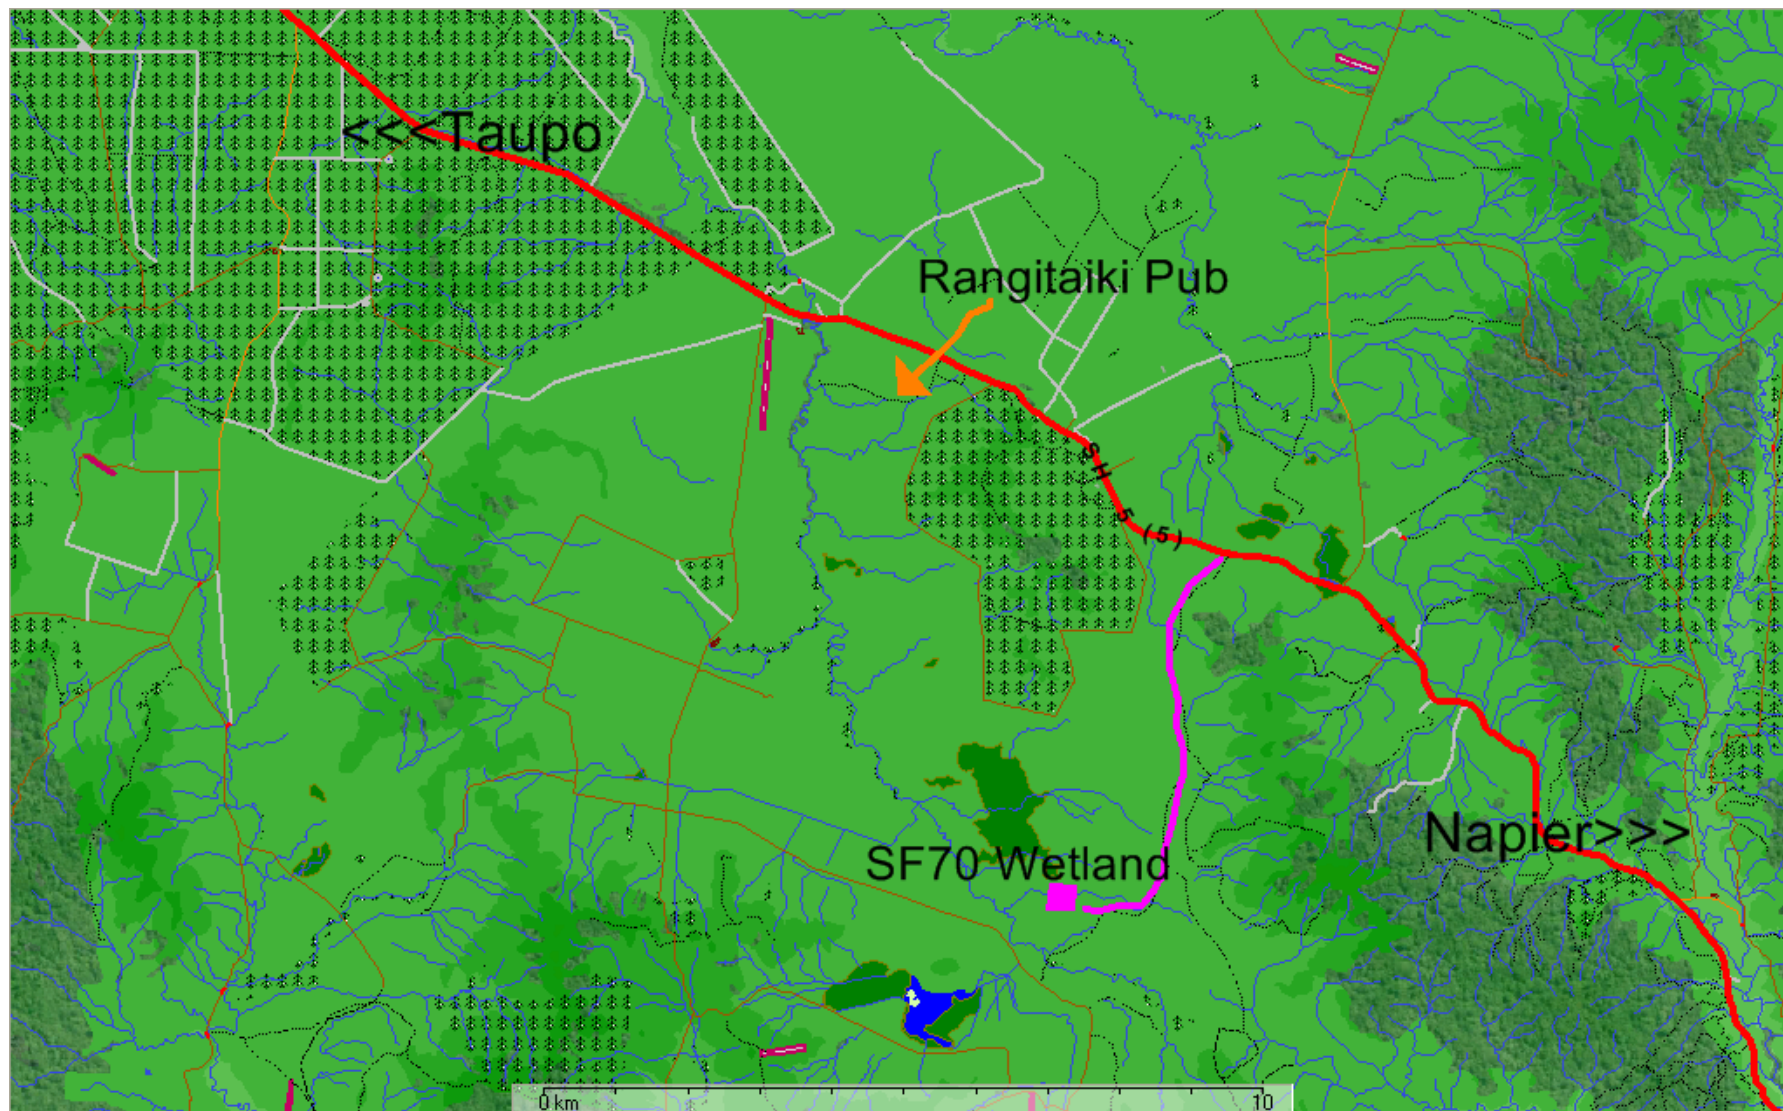 <<<Taupo
Rangitaiki Pub
SH 5 (5)
Napier>>>
SF70 Wetland
0 km 10